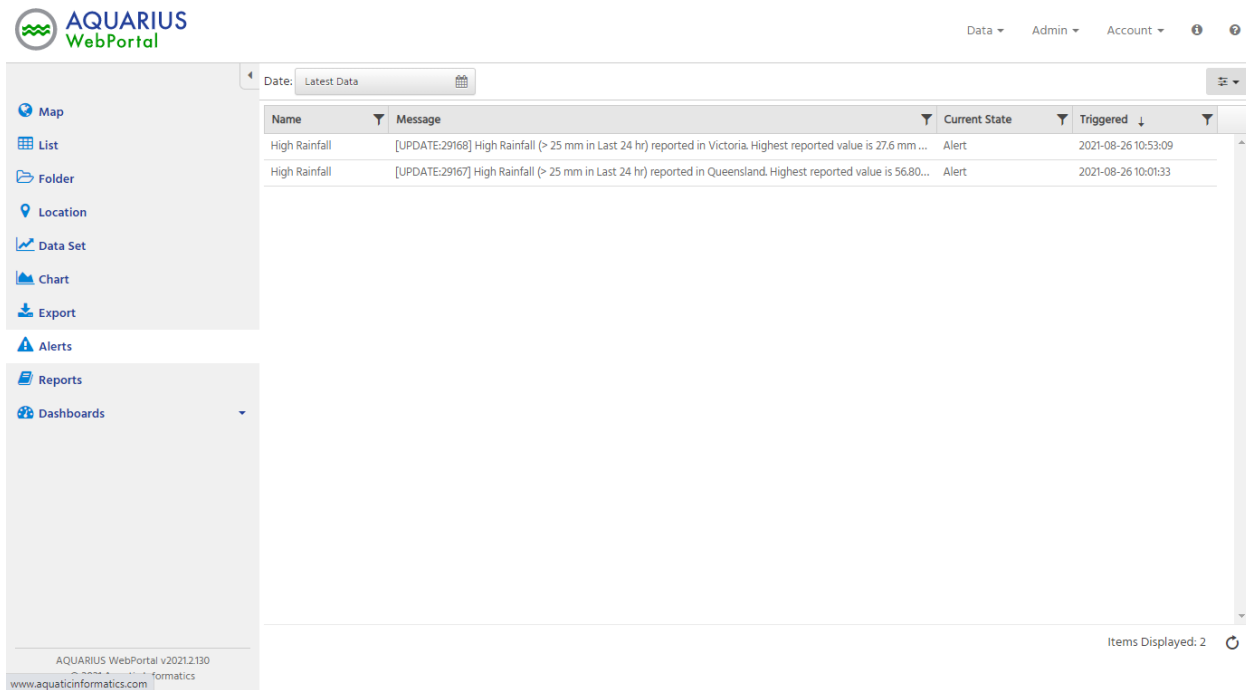 AQUARIUS
WebPortal
Data Admin Account
Date: Latest Data
Map
List
Folder
Location
Data Set
Chart
Export
Alerts
Reports
Dashboards
Name Message Current State Triggered ↓
High Rainfall [UPDATE:29168] High Rainfall (> 25 mm in Last 24 hr) reported in Victoria. Highest reported value is 27.6 mm ... Alert 2021-08-26 10:53:09
High Rainfall [UPDATE:29167] High Rainfall (> 25 mm in Last 24 hr) reported in Queensland. Highest reported value is 56.80... Alert 2021-08-26 10:01:33
Items Displayed: 2
AQUARIUS WebPortal v2021.2.130
formatics
www.aquaticinformatics.com